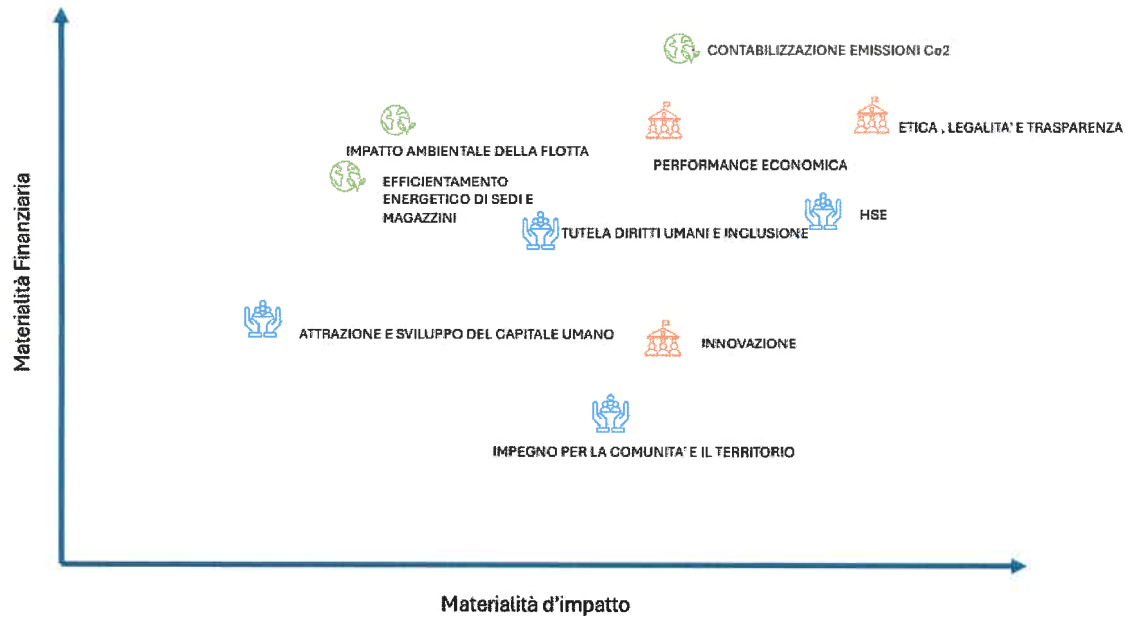 CONTABILIZZAZIONE EMISSIONI Co2
ETICA , LEGALITA' E TRASPARENZA
IMPATTO AMBIENTALE DELLA FLOTTA
PERFORMANCE ECONOMICA
EFFICIENTAMENTO
ENERGETICO DI SEDI E
MAGAZZINI
HSE
TUTELA DIRITTI UMANI E INCLUSIONE
Materialità Finanziaria
ATTRAZIONE E SVILUPPO DEL CAPITALE UMANO
INNOVAZIONE
IMPEGNO PER LA COMUNITA' E IL TERRITORIO
Materialità d'impatto